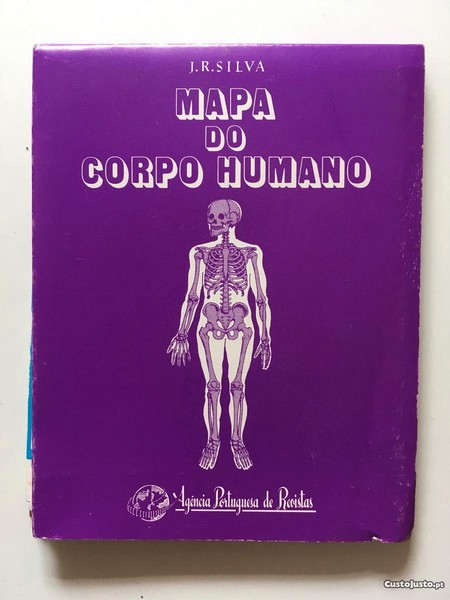 J.R.SILVA
MAPA
DO
CORPO HUMANO
Agência Portuguesa de Revistas
CustoJusto.pt